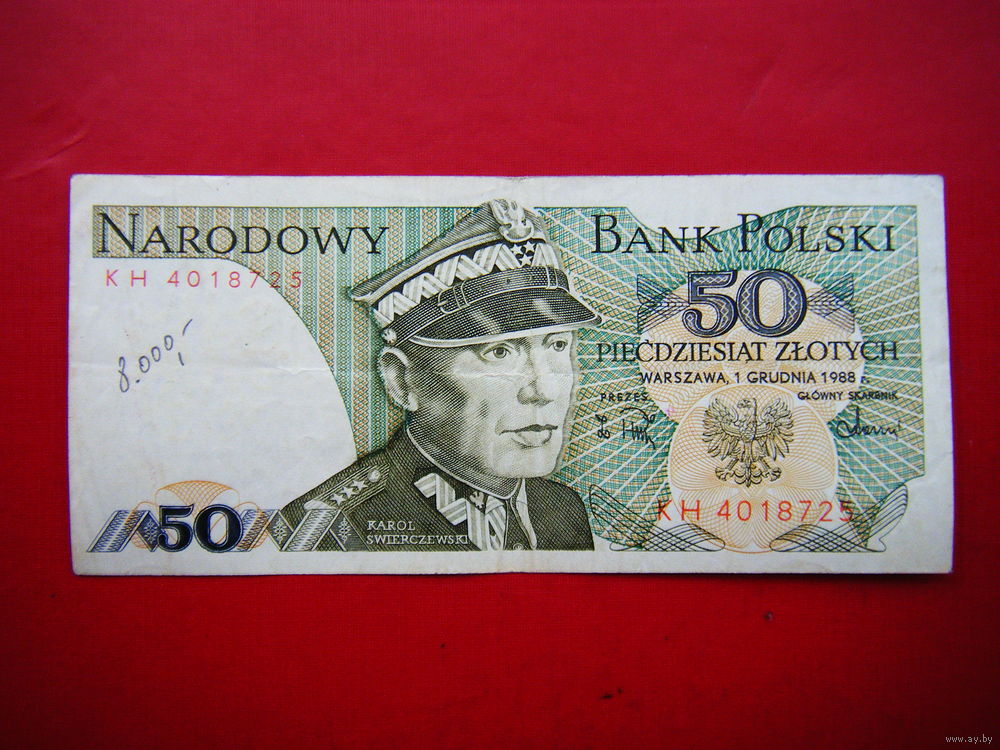 NARODOWY BANK POLSKI
KH 4018725
50
PIĘĆDZIESIĄT ZŁOTYCH
WARSZAWA, 1 GRUDNIA 1988 r.
PREZES GŁÓWNY SKARBNIK
8.000,-
KH 4018725
50
KAROL
ŚWIERCZEWSKI
www.ay.by